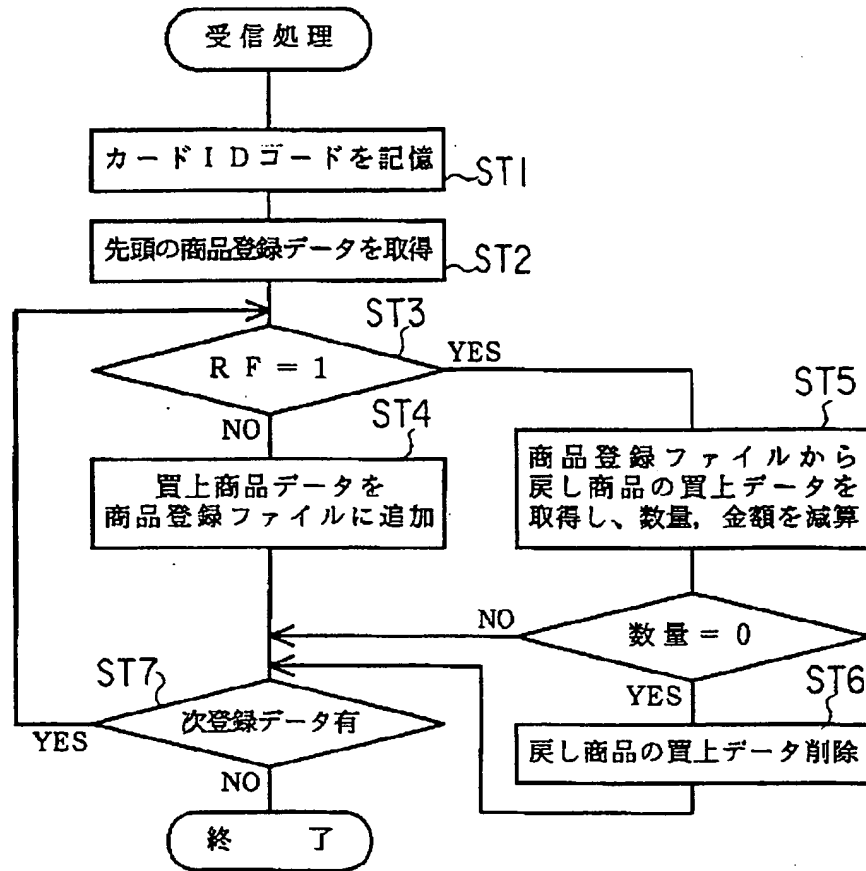 受信処理
カードIDコードを記憶
ST1
先頭の商品登録データを取得
ST2
ST3
RF=1
YES
NO
ST4
買上商品データを
商品登録ファイルに追加
ST5
商品登録ファイルから
戻し商品の買上データを
取得し、数量,金額を減算
数量=0
NO
YES
ST6
戻し商品の買上データ削除
ST7
次登録データ有
YES
NO
終 了